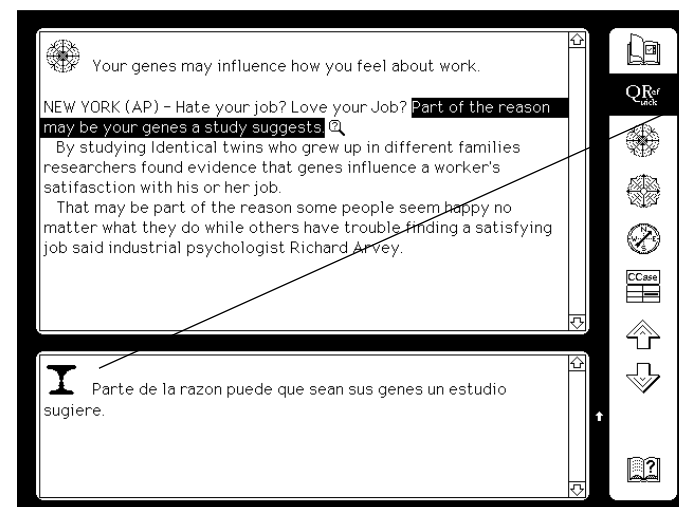 Your genes may influence how you feel about work.
NEW YORK (AP) - Hate your job? Love your Job? Part of the reason
may be your genes a study suggests.
By studying Identical twins who grew up in different families
researchers found evidence that genes influence a worker's
satifasction with his or her job.
That may be part of the reason some people seem happy no
matter what they do while others have trouble finding a satisfying
job said industrial psychologist Richard Arvey.
Parte de la razon puede que sean sus genes un estudio
sugiere.
QRef
uick
N
W E
S
CCase
?